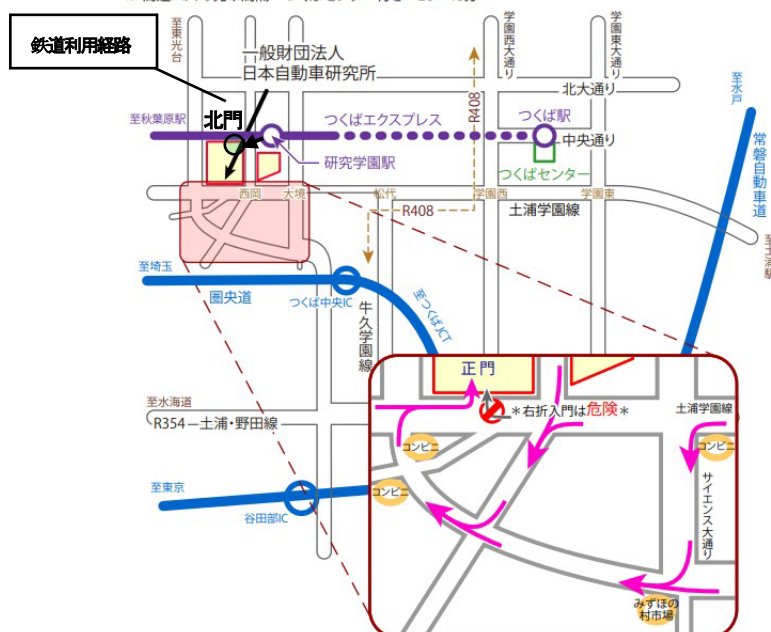 至東光台
鉄道利用経路
一般財団法人
日本自動車研究所
学園西大通り
学園東大通り
北大通り
至水戸
R408
至秋葉原駅
北門
つくばエクスプレス
つくば駅
中央通り
研究学園駅
つくばセンター
常磐自動車道
西岡
大境
松代
学園西
学園東
R408
土浦学園線
至土浦駅
至埼玉
圏央道
つくば中央IC
至つくばJCT
牛久学園線
正門
至水海道
R354
土浦・野田線
*右折入門は危険*
土浦学園線
コンビニ
コンビニ
コンビニ
サイエンス大通り
至東京
谷田部IC
みずほの
村市場